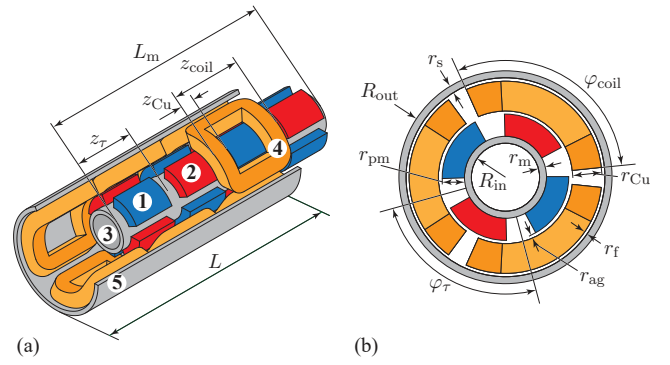 L_m
z_coil
z_Cu
z_τ
1
2
3
4
5
L
(a)
r_s
φ_coil
R_out
r_pm
r_m
R_in
r_Cu
r_f
r_ag
φ_τ
(b)